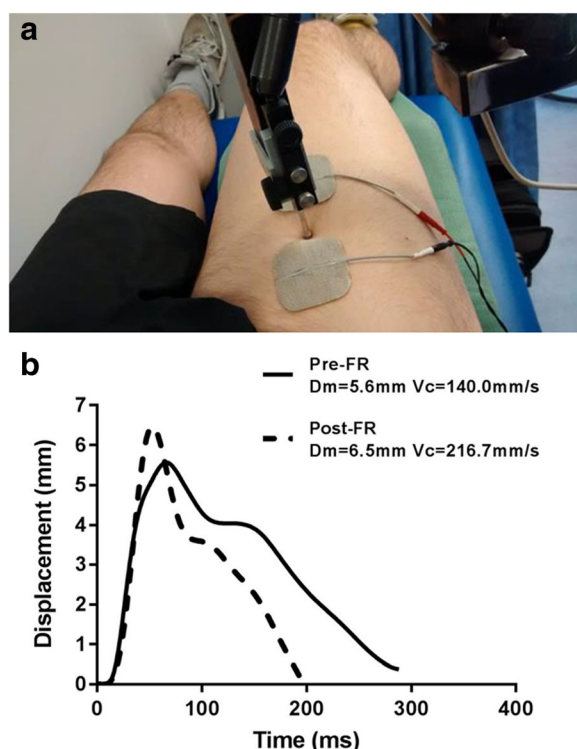 a
b
Pre-FR
Dm=5.6mm Vc=140.0mm/s
Post-FR
Dm=6.5mm Vc=216.7mm/s
7
6
5
4
3
2
1
0
Displacement (mm)
0 100 200 300 400
Time (ms)